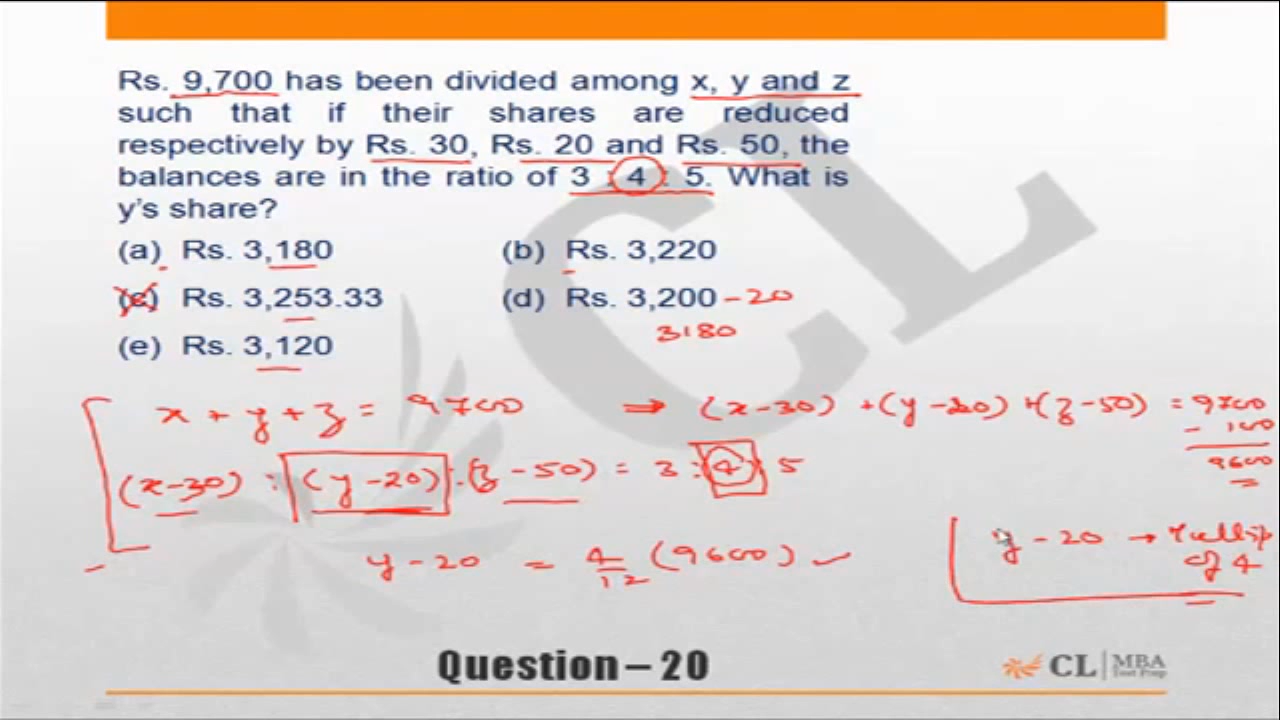 Rs. 9,700 has been divided among x, y and z
such that if their shares are reduced
respectively by Rs. 30, Rs. 20 and Rs. 50, the
balances are in the ratio of 3 : 4 : 5. What is
y's share?
(a) Rs. 3,180 (b) Rs. 3,220
(c) Rs. 3,253.33 (d) Rs. 3,200 - 20
3180
(e) Rs. 3,120
x + y + z = 9700 ⇒ (x-30) + (y-20) + (z-50) = 9700
- 100
9600
(x-30) : (y-20) : (z-50) = 3 : 4 : 5
y - 20 → Multip
of 4
y - 20 = 4/12 (9600)
Question – 20
CL MBA
Test Prep
CL